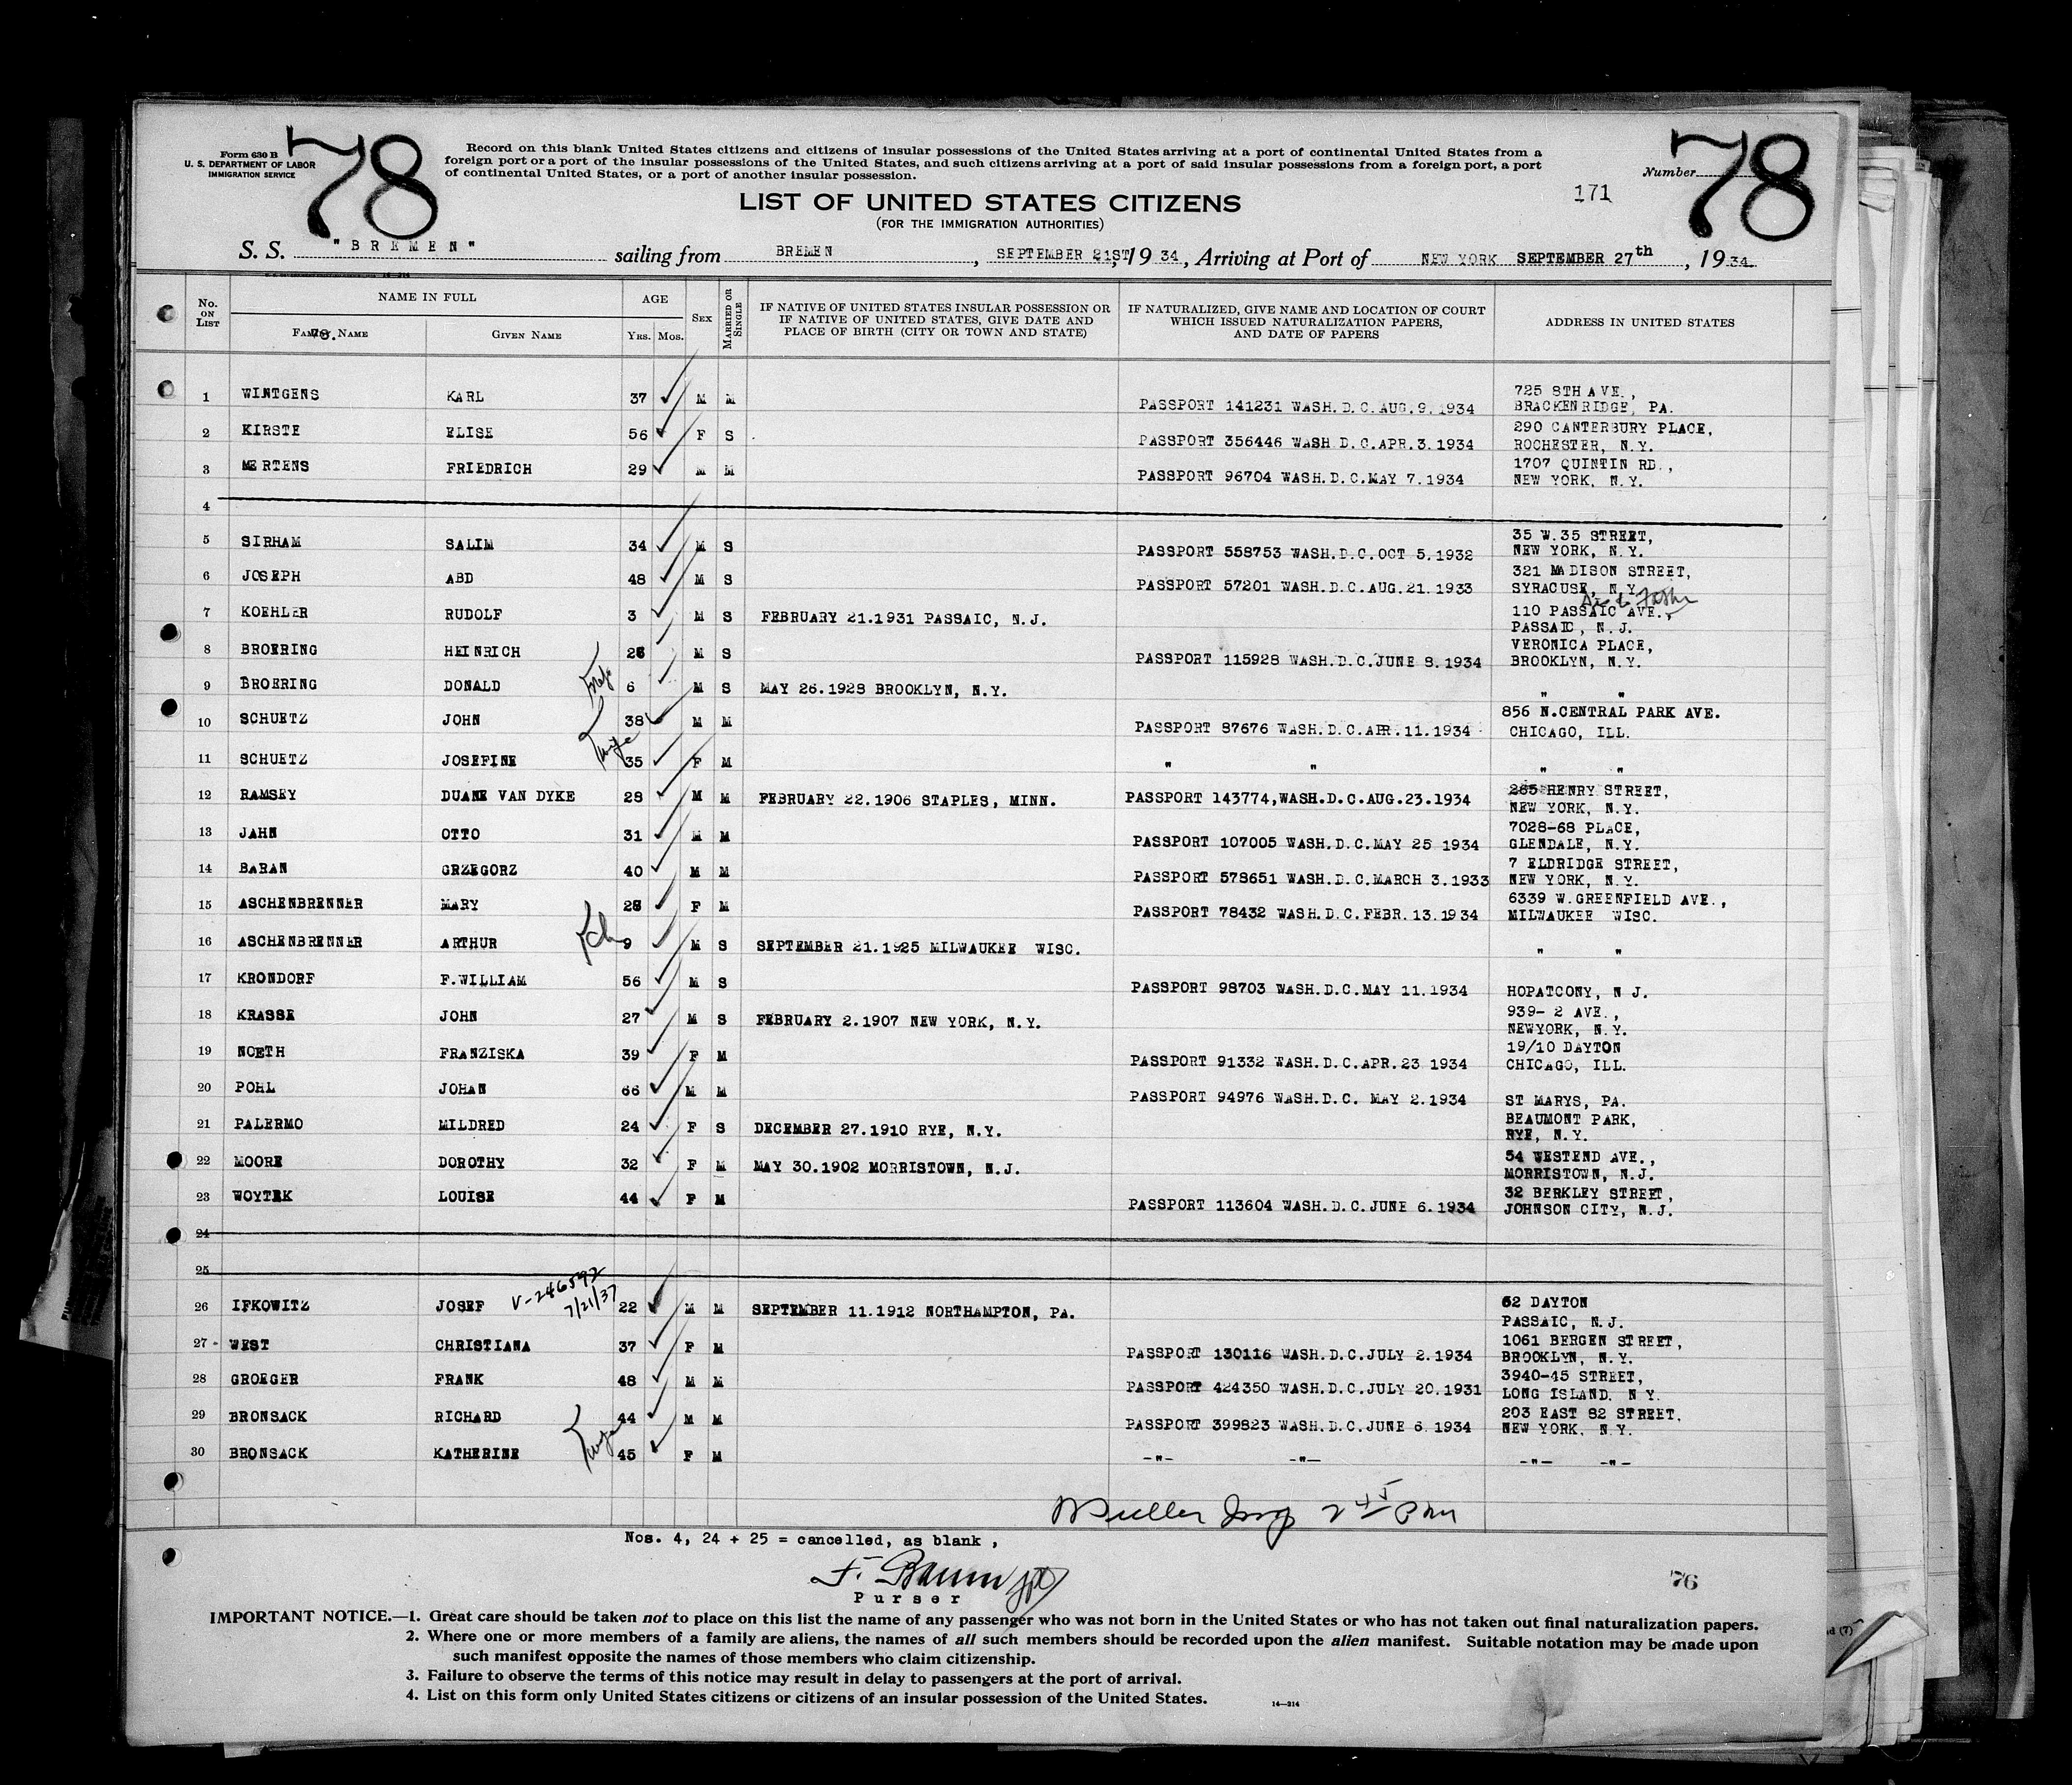 78
78
Form 630 B
U. S. DEPARTMENT OF LABOR
IMMIGRATION SERVICE
Record on this blank United States citizens and citizens of insular possessions of the United States arriving at a port of continental United States from a
foreign port or a port of the insular possessions of the United States, and such citizens arriving at a port of said insular possessions from a foreign port, a port
of continental United States, or a port of another insular possession.
Number
171
LIST OF UNITED STATES CITIZENS
(FOR THE IMMIGRATION AUTHORITIES)
S. S. "BREMEN" sailing from BREMEN, SEPTEMBER 21ST, 1934, Arriving at Port of NEW YORK SEPTEMBER 27th, 1934
No. ON LIST NAME IN FULL AGE SEX MARRIED OR SINGLE IF NATIVE OF UNITED STATES INSULAR POSSESSION OR IF NATIVE OF UNITED STATES, GIVE DATE AND PLACE OF BIRTH (CITY OR TOWN AND STATE) IF NATURALIZED, GIVE NAME AND LOCATION OF COURT WHICH ISSUED NATURALIZATION PAPERS, AND DATE OF PAPERS ADDRESS IN UNITED STATES
FAMILY NAME 78. GIVEN NAME YRS. MOS.
1 WINTGENS KARL 37 M M PASSPORT 141231 WASH.D.C.AUG.9.1934 725 8TH AVE., BRACKENRIDGE, PA.
2 KIRSTE ELISE 56 F S PASSPORT 356446 WASH.D.C.APR.3.1934 290 CANTERBURY PLACE, ROCHESTER, N.Y.
3 MERTENS FRIEDRICH 29 M M PASSPORT 96704 WASH.D.C.MAY 7.1934 1707 QUINTIN RD., NEW YORK, N.Y.
4
5 SIRHAM SALIM 34 M S PASSPORT 558753 WASH.D.C.OCT 5.1932 35 W.35 STREET, NEW YORK, N.Y.
6 JOSEPH ABD 48 M S PASSPORT 57201 WASH.D.C.AUG.21.1933 321 MADISON STREET, SYRACUSE, N.Y.
7 KOEHLER RUDOLF 3 M S FEBRUARY 21.1931 PASSAIC, N.J. 110 PASSAIC AVE., PASSAIC, N.J.
8 BROERING HEINRICH 28 M S PASSPORT 115928 WASH.D.C.JUNE 8.1934 VERONICA PLACE, BROOKLYN, N.Y.
9 BROERING DONALD 6 M S MAY 26.1928 BROOKLYN, N.Y. " "
10 SCHUETZ JOHN 38 M M PASSPORT 87676 WASH.D.C.APR.11.1934 856 N.CENTRAL PARK AVE. CHICAGO, ILL.
11 SCHUETZ JOSEFINE wife 35 F M " " " "
12 RAMSEY DUANE VAN DYKE 28 M M FEBRUARY 22.1906 STAPLES, MINN. PASSPORT 143774,WASH.D.C.AUG.23.1934 265 HENRY STREET, NEW YORK, N.Y.
13 JAHN OTTO 31 M M PASSPORT 107005 WASH.D.C.MAY 25 1934 7028-68 PLACE, GLENDALE, N.Y.
14 BARAN GRZEGORZ 40 M M PASSPORT 578651 WASH.D.C.MARCH 3.1933 7 ELDRIDGE STREET, NEW YORK, N.Y.
15 ASCHENBRENNER MARY 28 F M PASSPORT 78432 WASH.D.C.FEBR.13.1934 6339 W.GREENFIELD AVE., MILWAUKEE WISC.
16 ASCHENBRENNER ARTHUR ch 9 M S SEPTEMBER 21.1925 MILWAUKEE WISC. " "
17 KRONDORF F.WILLIAM 56 M S PASSPORT 98703 WASH.D.C.MAY 11.1934 HOPATCONY, N J.
18 KRASSE JOHN 27 M S FEBRUARY 2.1907 NEW YORK, N.Y. 939- 2 AVE., NEWYORK, N.Y.
19 NOETH FRANZISKA 39 F M PASSPORT 91332 WASH.D.C.APR.23 1934 19/10 DAYTON CHICAGO, ILL.
20 POHL JOHAN 66 M M PASSPORT 94976 WASH.D.C. MAY 2.1934 ST MARYS, PA.
21 PALERMO MILDRED 24 F S DECEMBER 27.1910 RYE, N.Y. BEAUMONT PARK, RYE, N.Y.
22 MOORE DOROTHY 32 F M MAY 30.1902 MORRISTOWN, N.J. 54 WESTEND AVE., MORRISTOWN, N.J.
23 WOYTEK LOUISE 44 F M PASSPORT 113604 WASH.D.C.JUNE 6.1934 32 BERKLEY STREET, JOHNSON CITY, N.J.
24
25
26 IFKOWITZ JOSEF V-246592 7/21/37 22 M M SEPTEMBER 11.1912 NORTHAMPTON, PA. 62 DAYTON PASSAIC, N.J.
27 - WEST CHRISTIANA 37 F M PASSPORT 130116 WASH.D.C.JULY 2.1934 1061 BERGEN STREET, BROOKLYN, N.Y.
28 GROEGER FRANK 48 M M PASSPORT 424350 WASH.D.C.JULY 20.1931 3940-45 STREET, LONG ISLAND, N Y.
29 BRONSACK RICHARD 44 M M PASSPORT 399823 WASH.D.C.JUNE 6.1934 203 EAST 82 STREET, NEW YORK, N.Y.
30 BRONSACK KATHERINE 45 F M -"- -"- -"- -"-
Nos. 4, 24 + 25 = cancelled, as blank ,
Purser
76
IMPORTANT NOTICE.—1. Great care should be taken not to place on this list the name of any passenger who was not born in the United States or who has not taken out final naturalization papers.
2. Where one or more members of a family are aliens, the names of all such members should be recorded upon the alien manifest. Suitable notation may be made upon
such manifest opposite the names of those members who claim citizenship.
3. Failure to observe the terms of this notice may result in delay to passengers at the port of arrival.
4. List on this form only United States citizens or citizens of an insular possession of the United States.
14—214